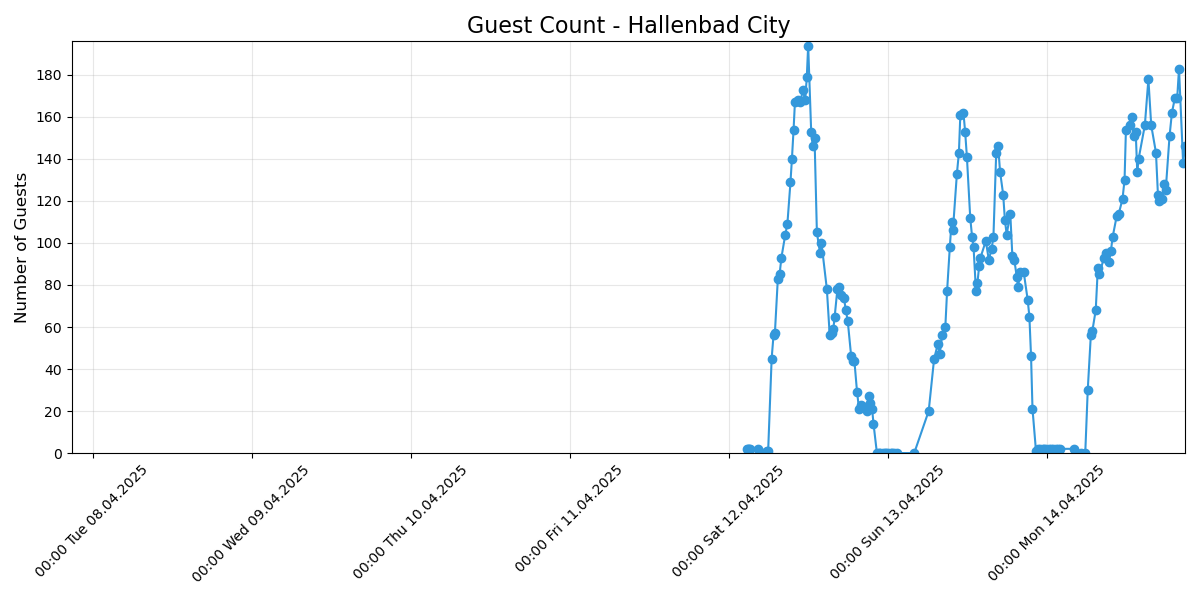 Guest Count - Hallenbad City
Number of Guests
180
160
140
120
100
80
60
40
20
0
00:00 Tue 08.04.2025
00:00 Wed 09.04.2025
00:00 Thu 10.04.2025
00:00 Fri 11.04.2025
00:00 Sat 12.04.2025
00:00 Sun 13.04.2025
00:00 Mon 14.04.2025